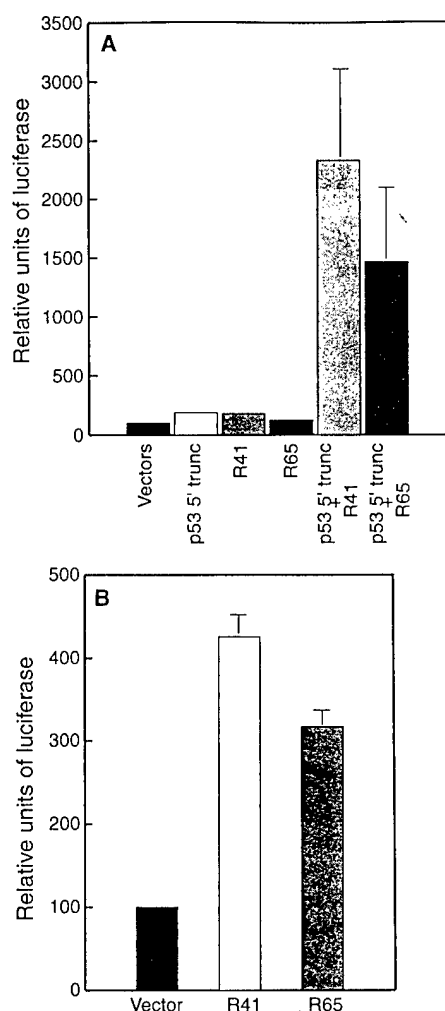 A
Relative units of luciferase
3500
3000
2500
2000
1500
1000
500
0
Vectors
p53 5' trunc
R41
R65
p53 5' trunc
+
R41
p53 5' trunc
+
R65
B
Relative units of luciferase
500
400
300
200
100
0
Vector
R41
R65